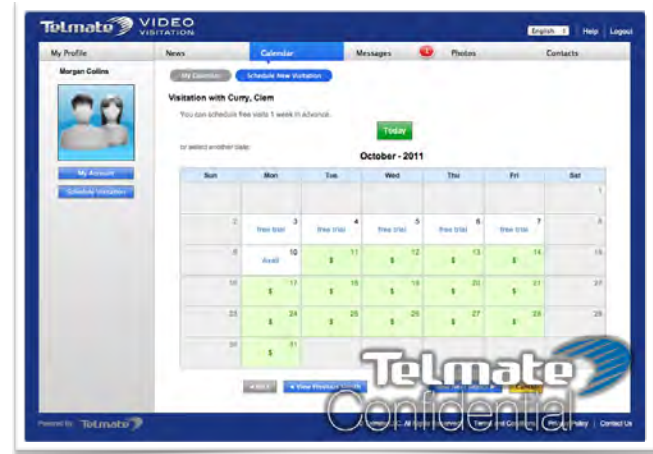 Telmate VIDEO VISITATION
English Help Logout
My Profile News Calendar Messages Photos Contacts
Morgan Collins
My Calendar Schedule New Visitation
Visitation with Curry, Clem
You can schedule free visits 1 week in advance.
Today
or select another date:
October - 2011
My Account
Schedule Visitation
Sun Mon Tue Wed Thu Fri Sat
1
2 3 4 5 6 7 8
free trial free trial free trial free trial free trial
9 10 11 12 13 14 15
Avail $ $ $ $
16 17 18 19 20 21 22
$ $ $ $ $
23 24 25 26 27 28 29
$ $ $ $ $
30 31
$
View Previous Month
Telmate
Confidential
Powered by Telmate
Terms and Conditions Privacy Policy | Contact Us